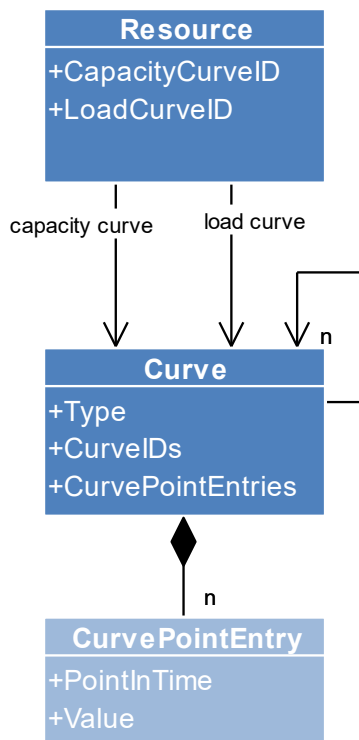 Resource
+CapacityCurveID
+LoadCurveID
capacity curve
load curve
n
Curve
+Type
+CurveIDs
+CurvePointEntries
n
CurvePointEntry
+PointInTime
+Value